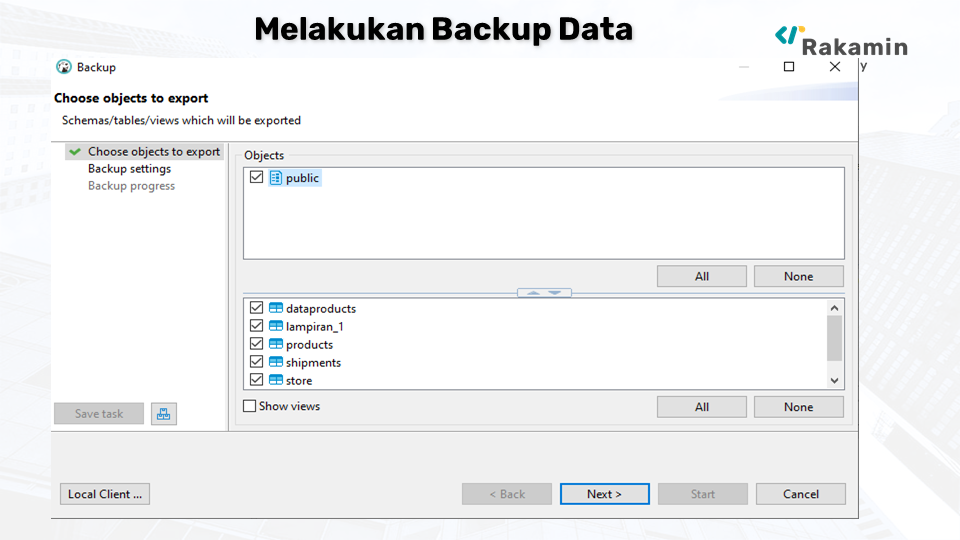 Melakukan Backup Data
Rakamin
y
Backup
Choose objects to export
Schemas/tables/views which will be exported
Choose objects to export
Backup settings
Backup progress
Objects
public
All None
dataproducts
lampiran_1
products
shipments
store
Show views
All None
Save task
Local Client ...
< Back Next > Start Cancel